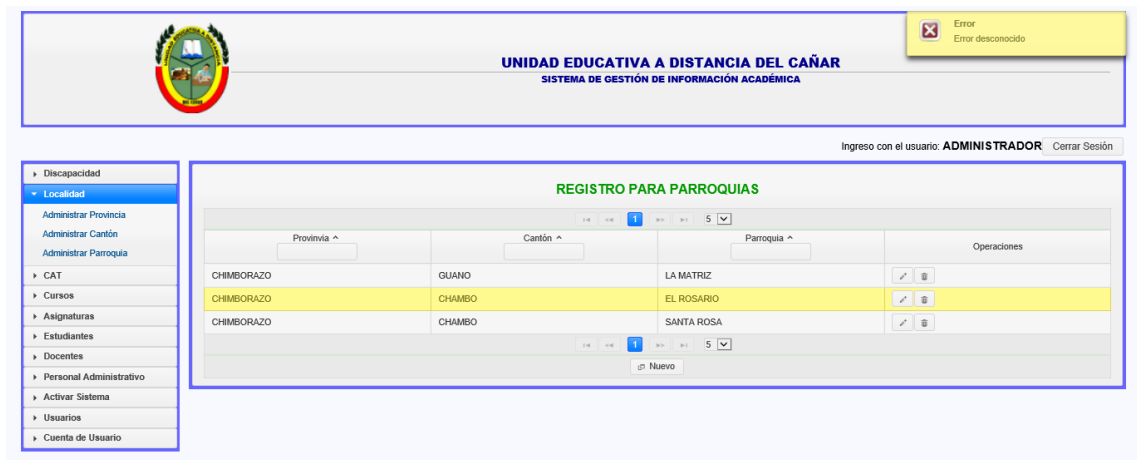 Error
Error desconocido
UNIDAD EDUCATIVA A DISTANCIA DEL CAÑAR
SISTEMA DE GESTIÓN DE INFORMACIÓN ACADÉMICA
Ingreso con el usuario: ADMINISTRADOR Cerrar Sesión
Discapacidad
Localidad
Administrar Provincia
Administrar Cantón
Administrar Parroquia
CAT
Cursos
Asignaturas
Estudiantes
Docentes
Personal Administrativo
Activar Sistema
Usuarios
Cuenta de Usuario
REGISTRO PARA PARROQUIAS
1 5
Provinvia Cantón Parroquia Operaciones
CHIMBORAZO GUANO LA MATRIZ
CHIMBORAZO CHAMBO EL ROSARIO
CHIMBORAZO CHAMBO SANTA ROSA
1 5
Nuevo